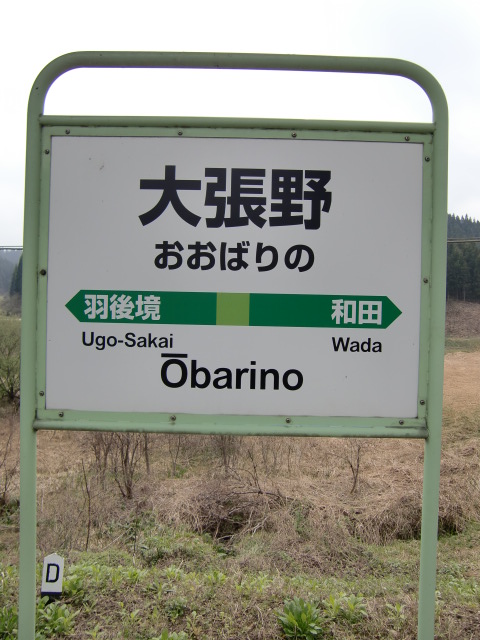 大張野
おおばりの
羽後境 和田
Ugo-Sakai Wada
Ōbarino
D